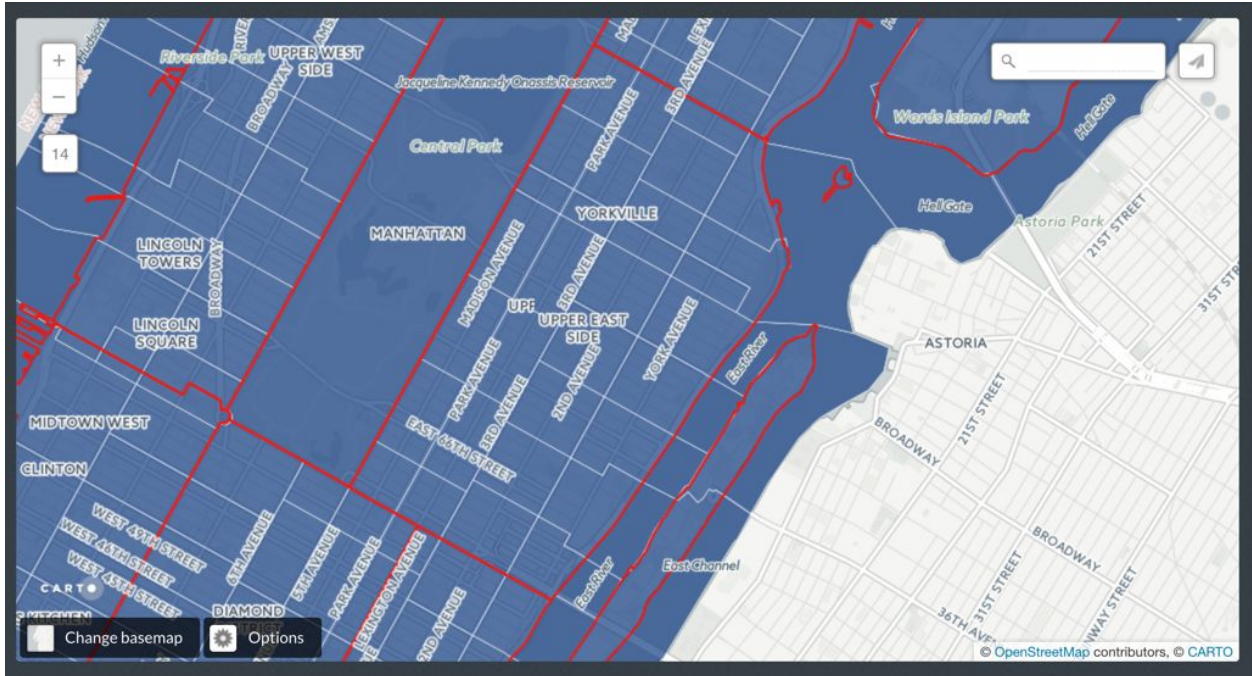 +
−
14
Hudson
Riverside Park
UPPER WEST
SIDE
BROADWAY
Jacqueline Kennedy Onassis Reservoir
3RD AVENUE
PARK AVENUE
Central Park
Wards Island Park
Hell Gate
Hell Gate
Astoria Park
21ST STREET
YORKVILLE
MANHATTAN
LINCOLN
TOWERS
BROADWAY
MADISON AVENUE
3RD AVENUE
UPPER EAST
SIDE
YORK AVENUE
East River
LINCOLN
SQUARE
ASTORIA
PARK AVENUE
3RD AVENUE
2ND AVENUE
21ST STREET
BROADWAY
MIDTOWN WEST
EAST 66TH STREET
CLINTON
WEST 49TH STREET
WEST 46TH STREET
WEST 45TH STREET
6TH AVENUE
5TH AVENUE
PARK AVENUE
LEXINGTON AVENUE
2ND AVENUE
East River
East Channel
BROADWAY
31ST STREET
36TH AVE
CARTO
DIAMOND
KITCHEN
Change basemap
Options
© OpenStreetMap contributors, © CARTO